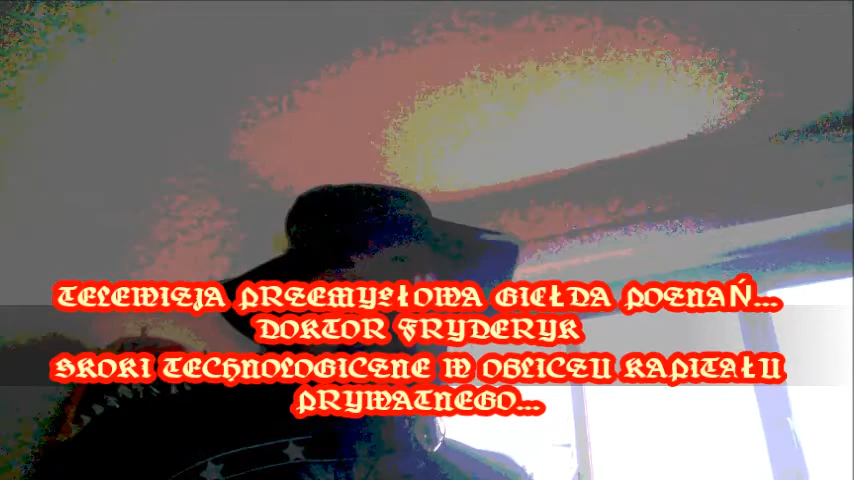 TELEWIZJA PRZEMYSŁOWA GIEŁDA POZNAŃ...
DOKTOR FRYDERYK
SKOKI TECHNOLOGICZNE W OBLICZU KAPITAŁU
PRYWATNEGO...